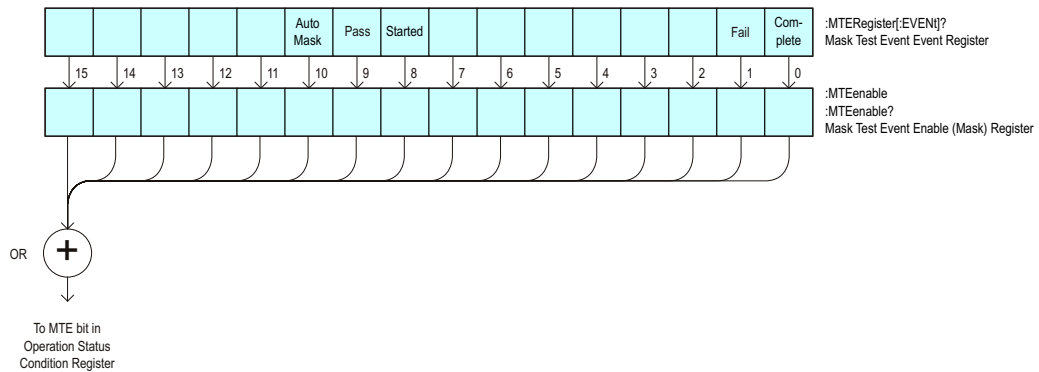 Auto
Mask
Pass
Started
Fail
Com-
plete
:MTERegister[:EVENt]?
Mask Test Event Event Register
15 14 13 12 11 10 9 8 7 6 5 4 3 2 1 0
:MTEenable
:MTEenable?
Mask Test Event Enable (Mask) Register
OR
+
To MTE bit in
Operation Status
Condition Register